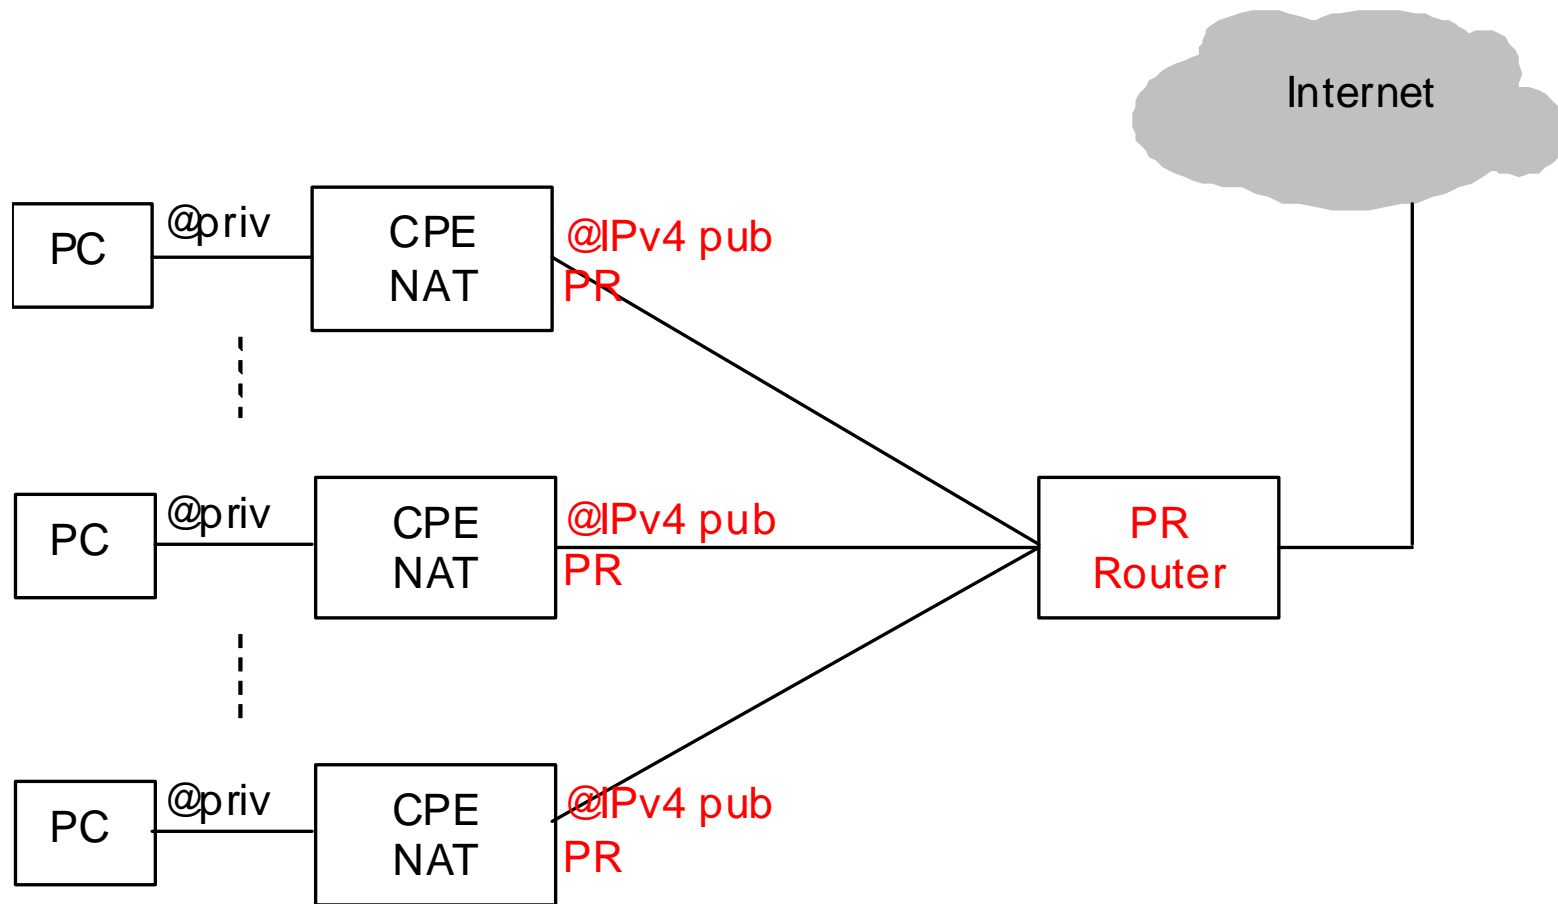 Internet
PC
@priv
CPE
NAT
@IPv4 pub
PR
PC
@priv
CPE
NAT
@IPv4 pub
PR
PR
Router
PC
@priv
CPE
NAT
@IPv4 pub
PR